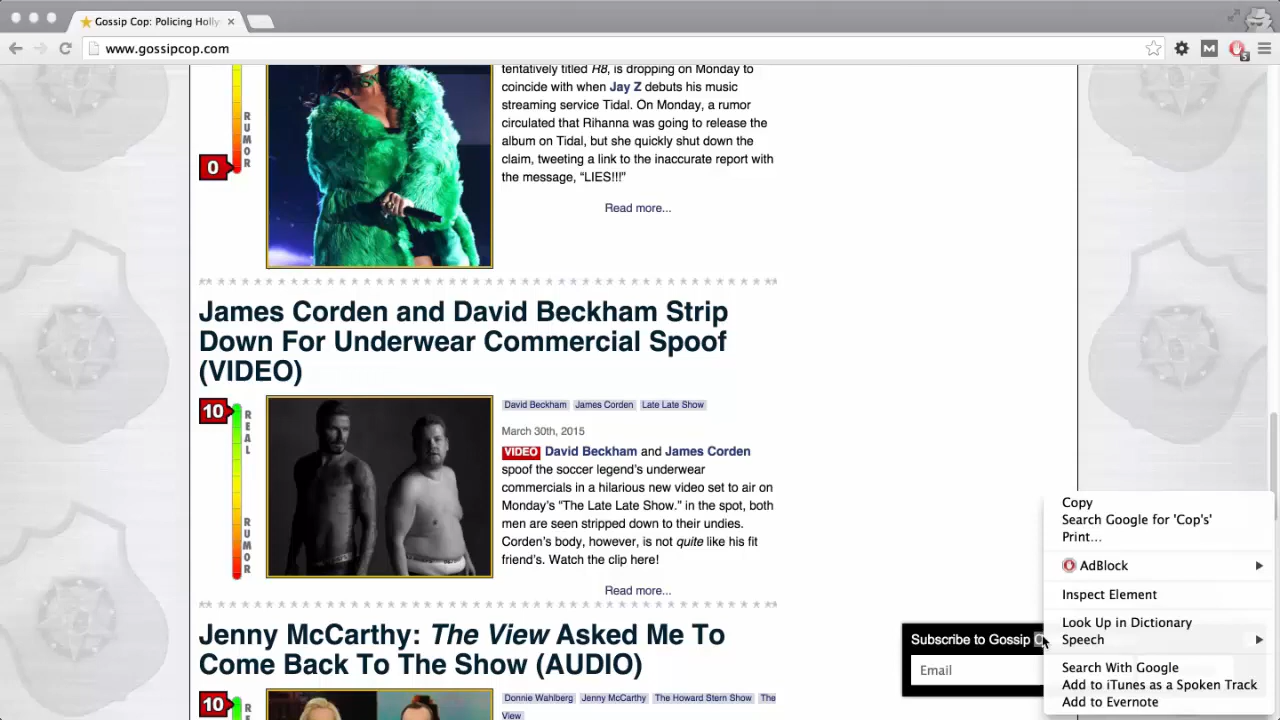 Gossip Cop: Policing Holly
www.gossipcop.com
5
tentatively titled R8, is dropping on Monday to
coincide with when Jay Z debuts his music
streaming service Tidal. On Monday, a rumor
circulated that Rihanna was going to release the
album on Tidal, but she quickly shut down the
claim, tweeting a link to the inaccurate report with
the message, “LIES!!!”
Read more...
RUMOR
0
James Corden and David Beckham Strip
Down For Underwear Commercial Spoof
(VIDEO)
10
REAL
RUMOR
David Beckham James Corden Late Late Show
March 30th, 2015
VIDEO David Beckham and James Corden
spoof the soccer legend’s underwear
commercials in a hilarious new video set to air on
Monday’s “The Late Late Show.” in the spot, both
men are seen stripped down to their undies.
Corden’s body, however, is not quite like his fit
friend’s. Watch the clip here!
Read more...
Jenny McCarthy: The View Asked Me To
Come Back To The Show (AUDIO)
10
Donnie Wahlberg Jenny McCarthy The Howard Stern Show The
View
Subscribe to Gossip
Email
Copy
Search Google for 'Cop's'
Print...
AdBlock
Inspect Element
Look Up in Dictionary
Speech
Search With Google
Add to iTunes as a Spoken Track
Add to Evernote